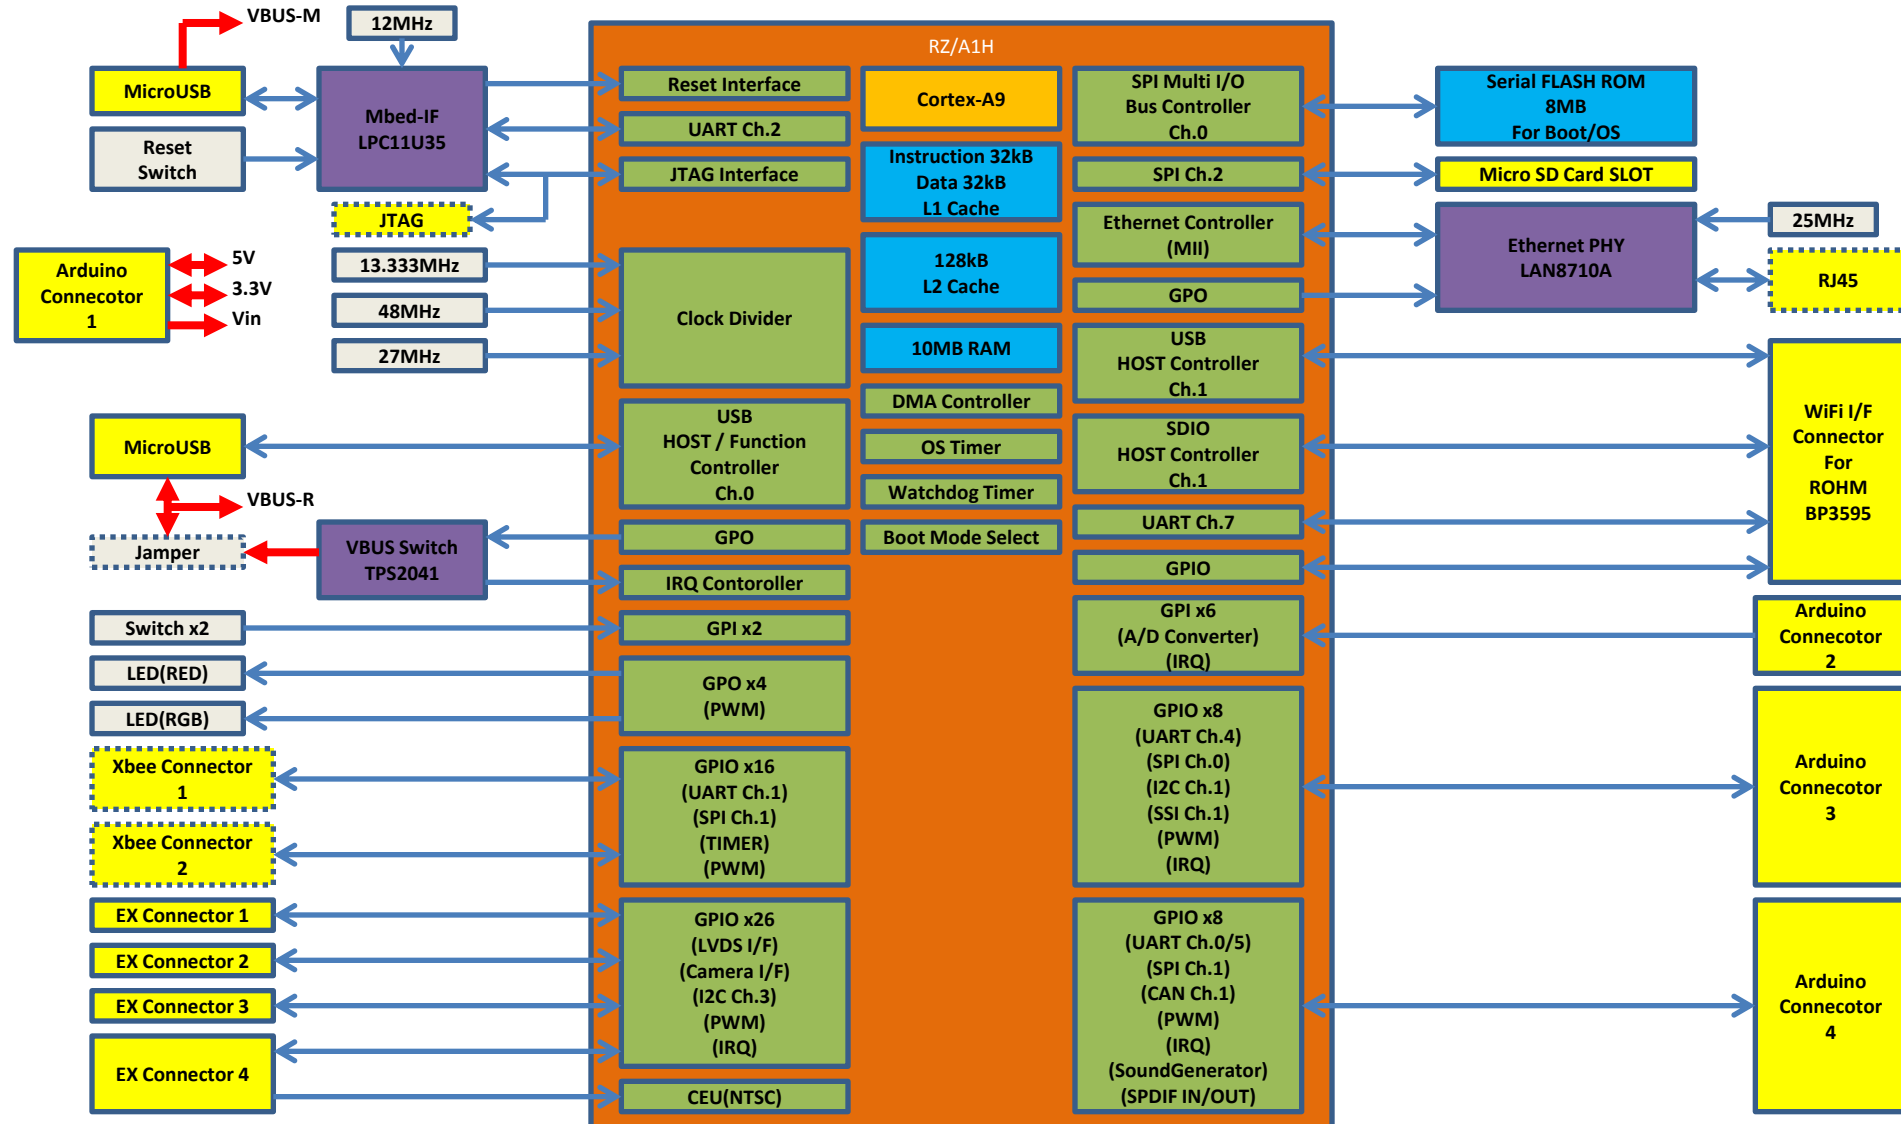 VBUS-M
12MHz
MicroUSB
Reset
Switch
Mbed-IF
LPC11U35
JTAG
Arduino
Connecotor
1
5V
3.3V
Vin
13.333MHz
48MHz
27MHz
MicroUSB
VBUS-R
Jamper
VBUS Switch
TPS2041
Switch x2
LED(RED)
LED(RGB)
Xbee Connector
1
Xbee Connector
2
EX Connector 1
EX Connector 2
EX Connector 3
EX Connector 4
RZ/A1H
Reset Interface
UART Ch.2
JTAG Interface
Clock Divider
USB
HOST / Function
Controller
Ch.0
GPO
IRQ Contoroller
GPI x2
GPO x4
(PWM)
GPIO x16
(UART Ch.1)
(SPI Ch.1)
(TIMER)
(PWM)
GPIO x26
(LVDS I/F)
(Camera I/F)
(I2C Ch.3)
(PWM)
(IRQ)
CEU(NTSC)
Cortex-A9
Instruction 32kB
Data 32kB
L1 Cache
128kB
L2 Cache
10MB RAM
DMA Controller
OS Timer
Watchdog Timer
Boot Mode Select
SPI Multi I/O
Bus Controller
Ch.0
SPI Ch.2
Ethernet Controller
(MII)
GPO
USB
HOST Controller
Ch.1
SDIO
HOST Controller
Ch.1
UART Ch.7
GPIO
GPI x6
(A/D Converter)
(IRQ)
GPIO x8
(UART Ch.4)
(SPI Ch.0)
(I2C Ch.1)
(SSI Ch.1)
(PWM)
(IRQ)
GPIO x8
(UART Ch.0/5)
(SPI Ch.1)
(CAN Ch.1)
(PWM)
(IRQ)
(SoundGenerator)
(SPDIF IN/OUT)
Serial FLASH ROM
8MB
For Boot/OS
Micro SD Card SLOT
Ethernet PHY
LAN8710A
25MHz
RJ45
WiFi I/F
Connector
For
ROHM
BP3595
Arduino
Connecotor
2
Arduino
Connecotor
3
Arduino
Connecotor
4